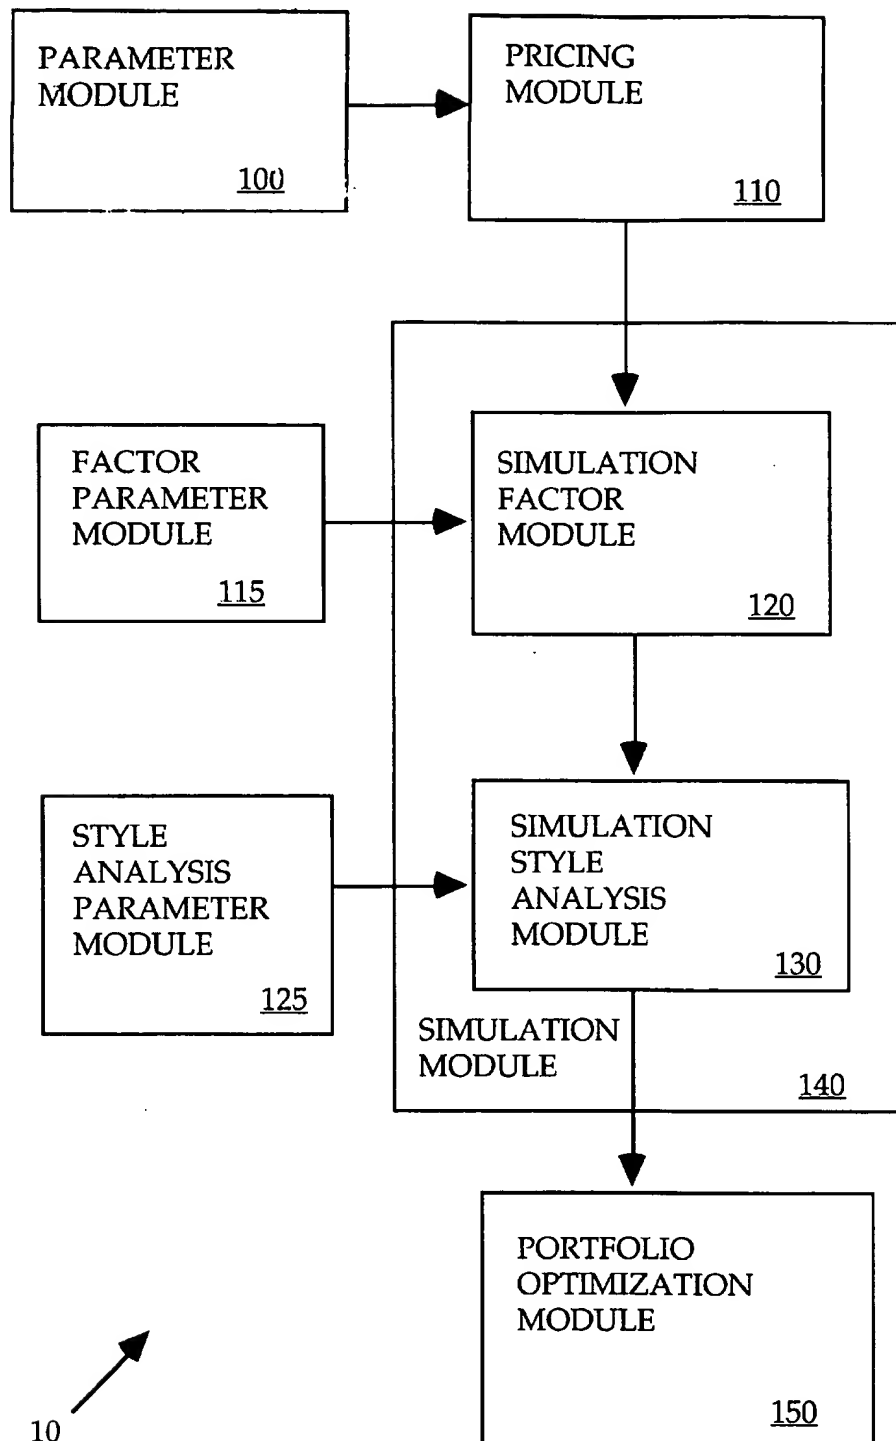 PARAMETER
MODULE
100
PRICING
MODULE
110
FACTOR
PARAMETER
MODULE
115
SIMULATION
FACTOR
MODULE
120
STYLE
ANALYSIS
PARAMETER
MODULE
125
SIMULATION
STYLE
ANALYSIS
MODULE
130
SIMULATION
MODULE
140
PORTFOLIO
OPTIMIZATION
MODULE
150
10